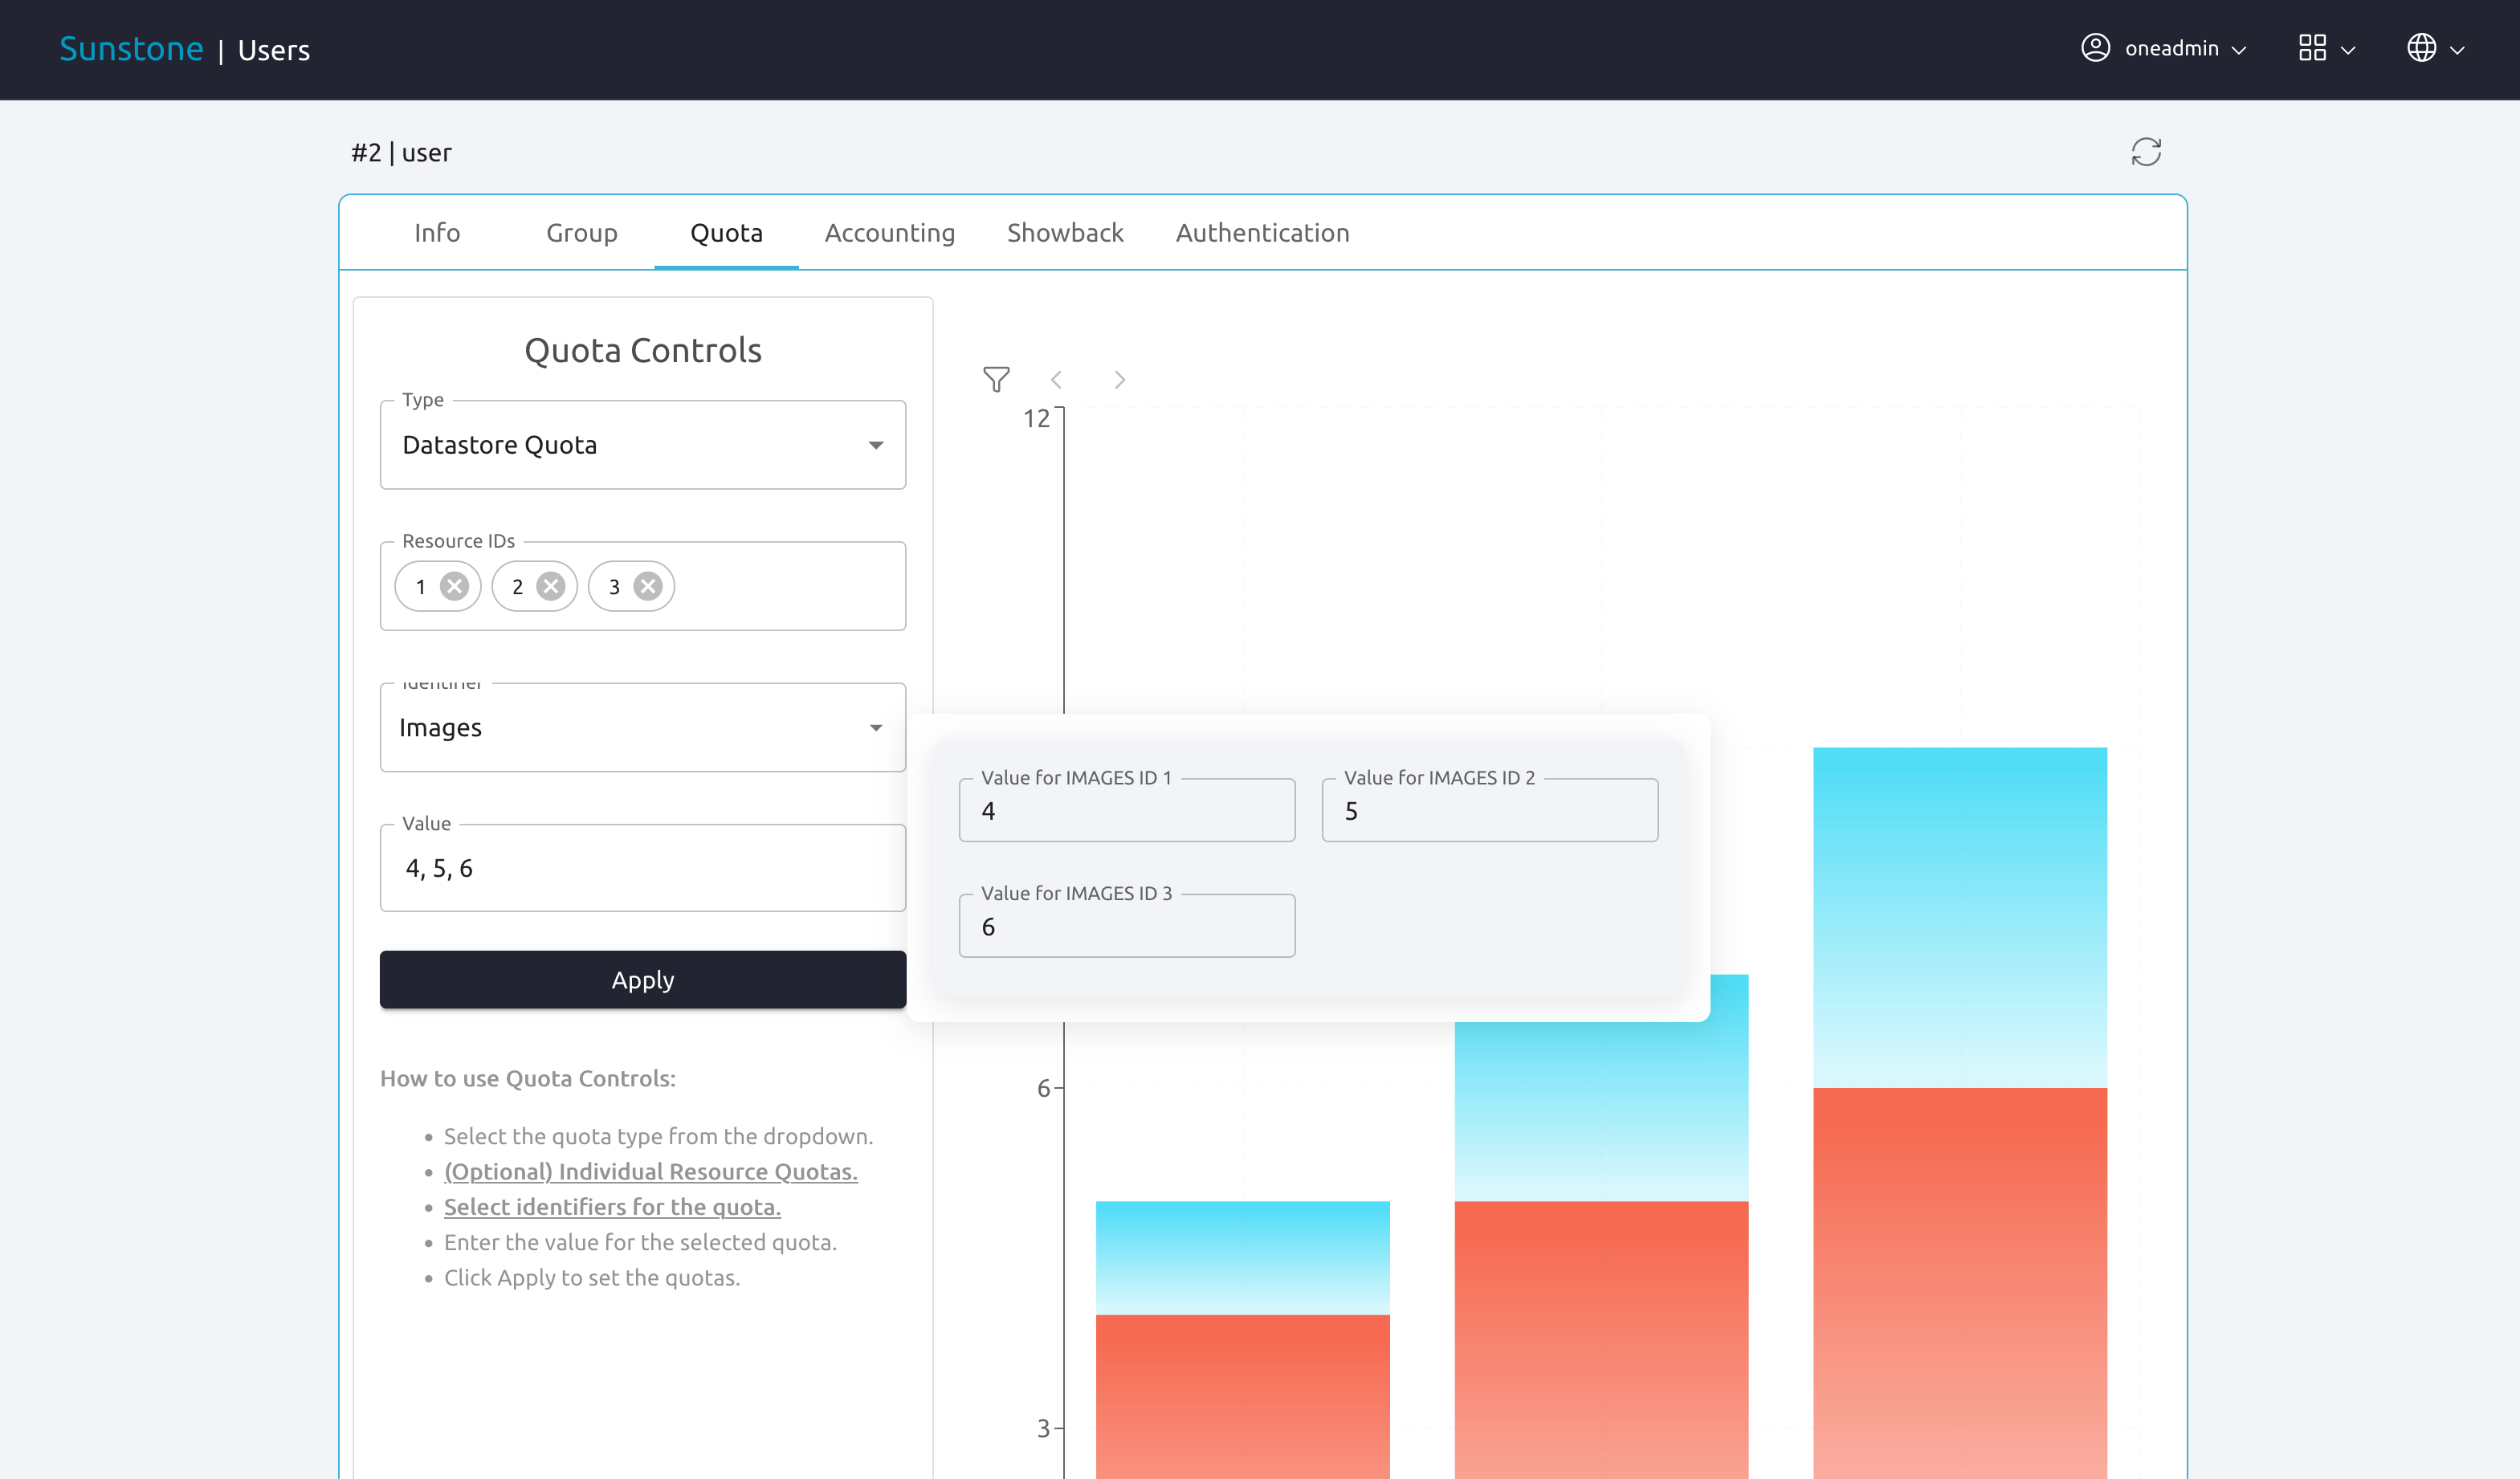 Sunstone | Users
oneadmin
#2 | user
Info Group Quota Accounting Showback Authentication
Quota Controls
Type
Datastore Quota
Resource IDs
1 2 3
Identifier
Images
Value
4, 5, 6
Apply
How to use Quota Controls:
• Select the quota type from the dropdown.
• (Optional) Individual Resource Quotas.
• Select identifiers for the quota.
• Enter the value for the selected quota.
• Click Apply to set the quotas.
12
Value for IMAGES ID 1
4
Value for IMAGES ID 2
5
Value for IMAGES ID 3
6
6
3